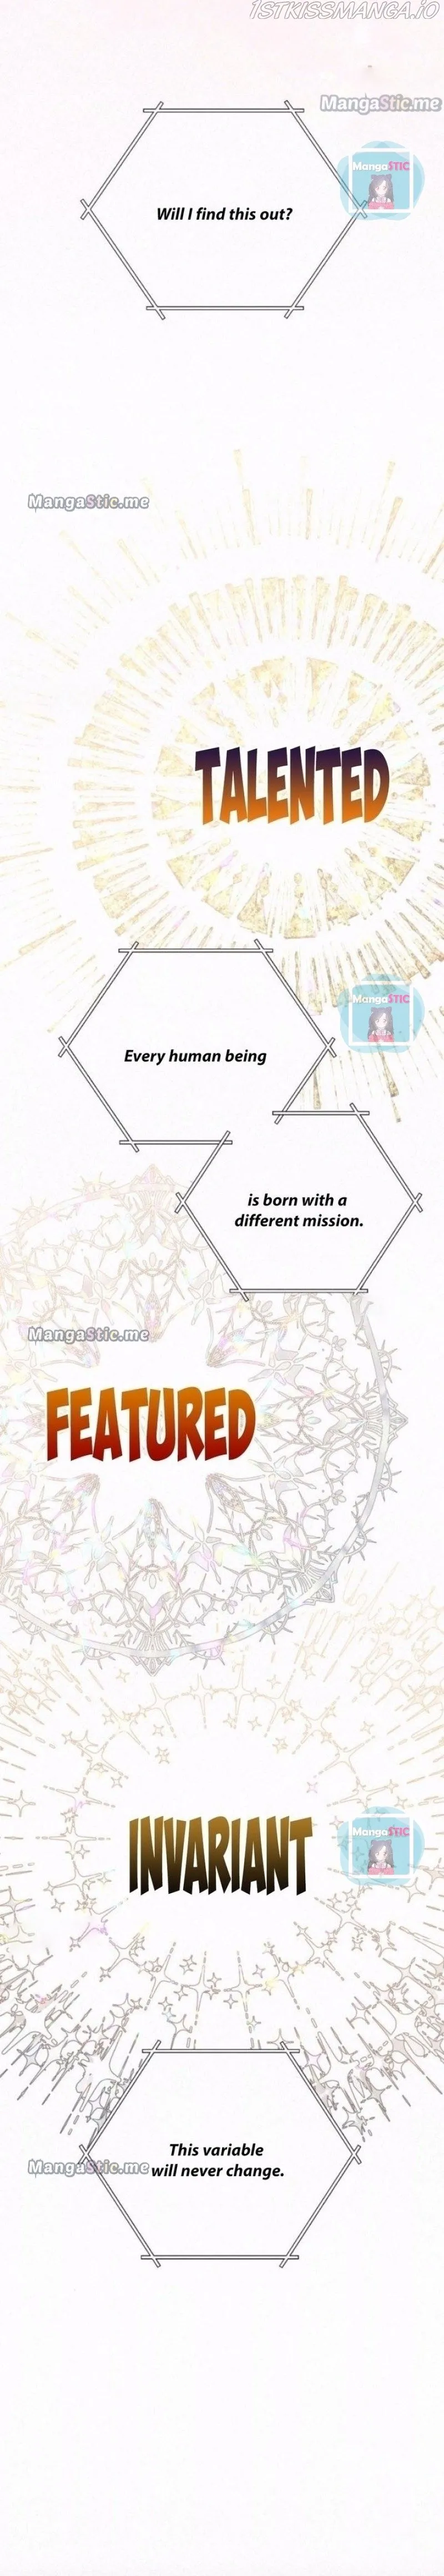 1STKISSMANGA.IO
MangaStic.me
MangaSTIC
Will I find this out?
MangaStic.me
TALENTED
MangaSTIC
Every human being
is born with a
different mission.
MangaStic.me
FEATURED
INVARIANT
MangaSTIC
This variable
MangaStic.me
will never change.